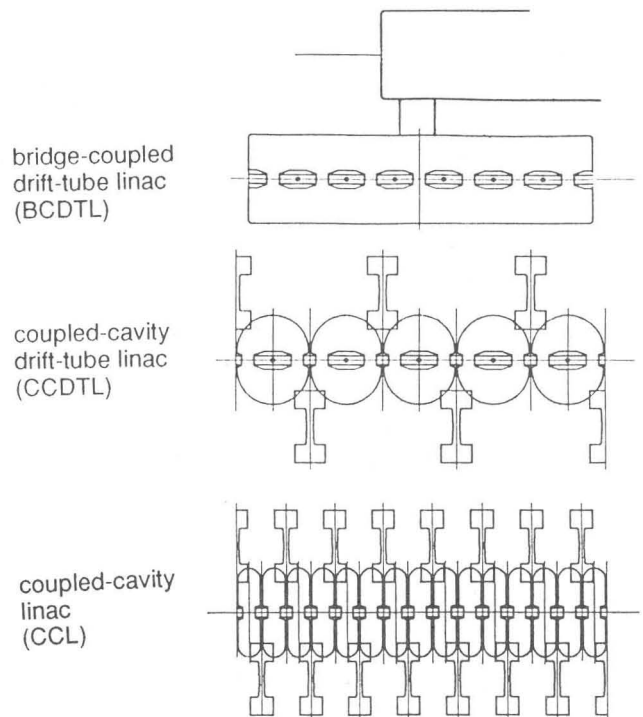 bridge-coupled
drift-tube linac
(BCDTL)
coupled-cavity
drift-tube linac
(CCDTL)
coupled-cavity
linac
(CCL)